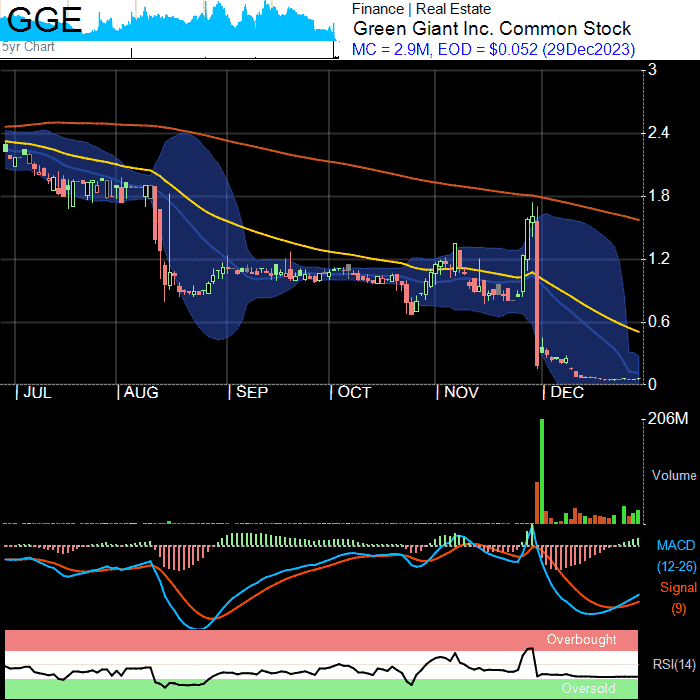 GGE
5yr Chart
Finance | Real Estate
Green Giant Inc. Common Stock
MC = 2.9M, EOD = $0.052 (29Dec2023)
3
2.4
1.8
1.2
0.6
0
JUL AUG SEP OCT NOV DEC
206M
Volume
MACD
(12-26)
Signal
(9)
Overbought
RSI(14)
Oversold